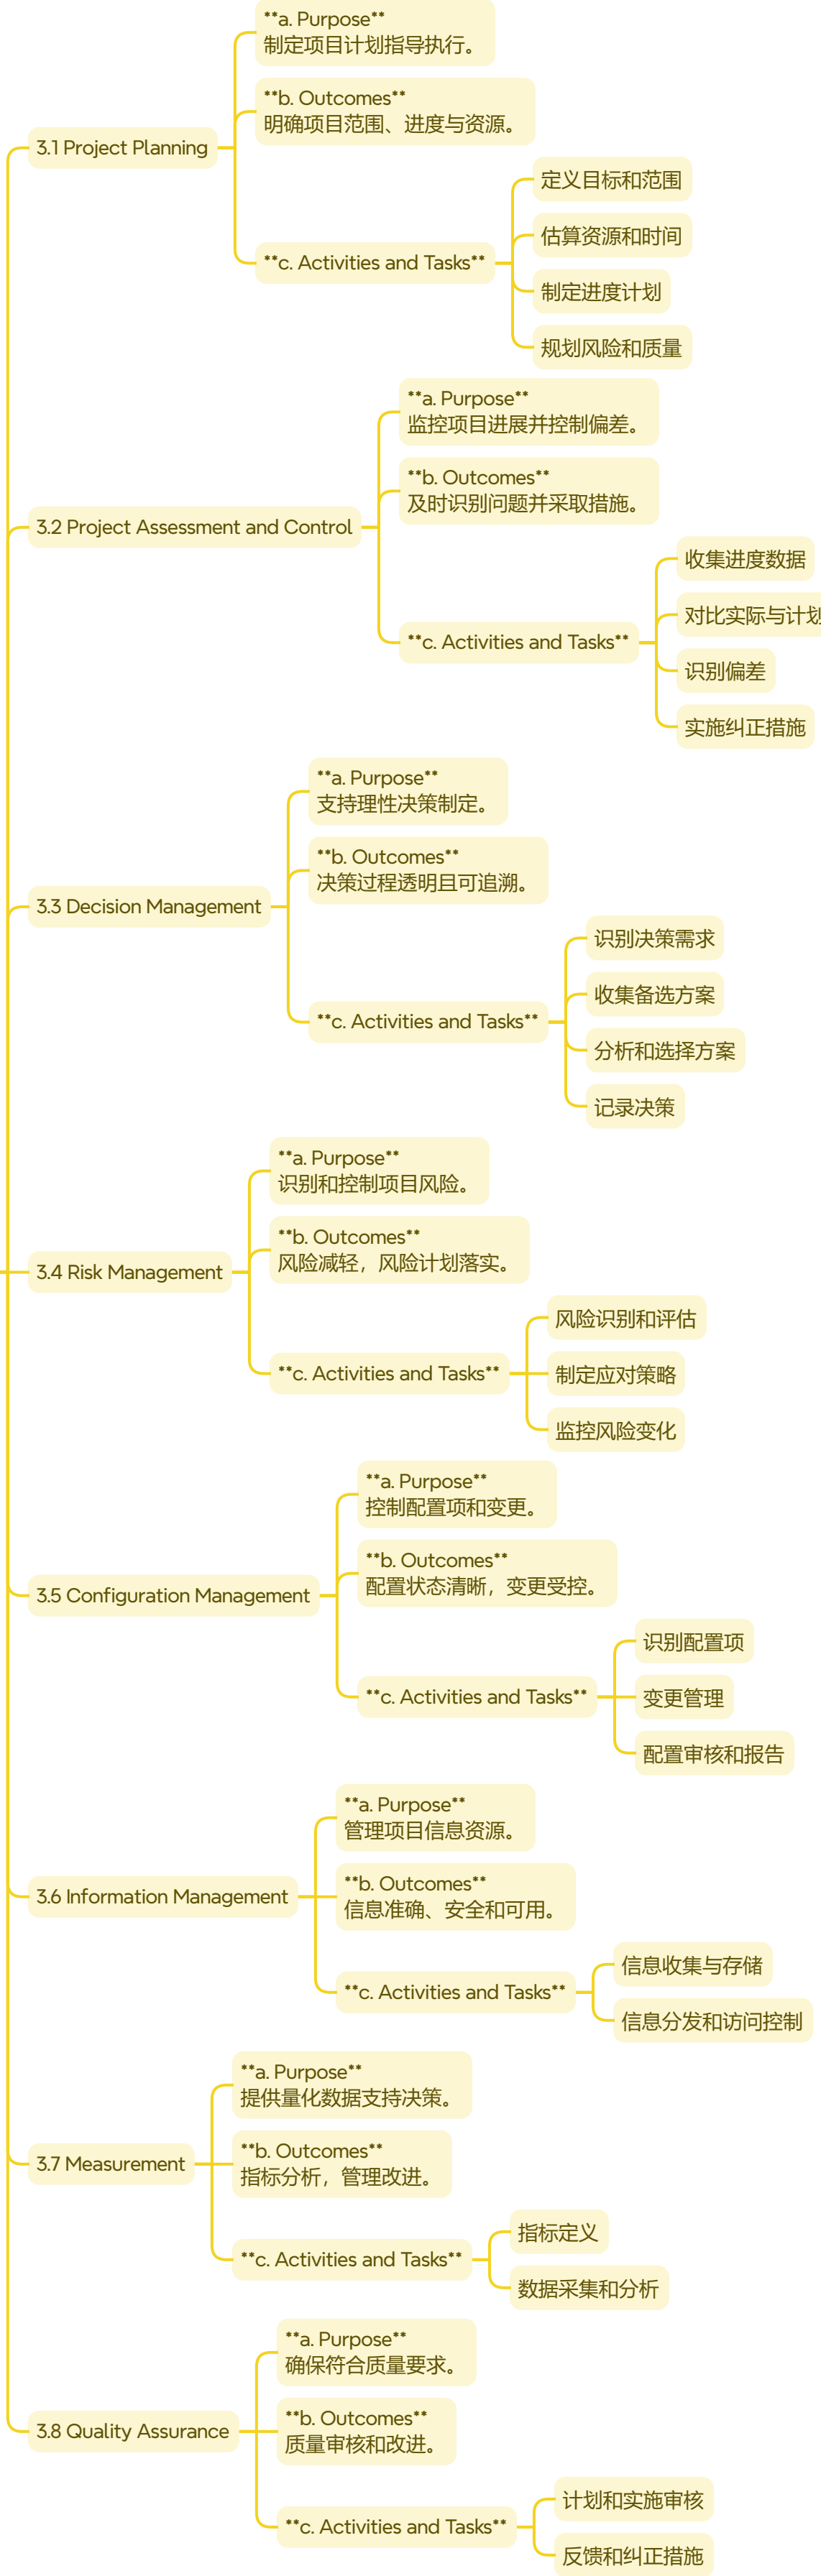 3.1 Project Planning
**a. Purpose**
制定项目计划指导执行。
**b. Outcomes**
明确项目范围、进度与资源。
**c. Activities and Tasks**
定义目标和范围
估算资源和时间
制定进度计划
规划风险和质量
3.2 Project Assessment and Control
**a. Purpose**
监控项目进展并控制偏差。
**b. Outcomes**
及时识别问题并采取措施。
**c. Activities and Tasks**
收集进度数据
对比实际与计划
识别偏差
实施纠正措施
3.3 Decision Management
**a. Purpose**
支持理性决策制定。
**b. Outcomes**
决策过程透明且可追溯。
**c. Activities and Tasks**
识别决策需求
收集备选方案
分析和选择方案
记录决策
3.4 Risk Management
**a. Purpose**
识别和控制项目风险。
**b. Outcomes**
风险减轻，风险计划落实。
**c. Activities and Tasks**
风险识别和评估
制定应对策略
监控风险变化
3.5 Configuration Management
**a. Purpose**
控制配置项和变更。
**b. Outcomes**
配置状态清晰，变更受控。
**c. Activities and Tasks**
识别配置项
变更管理
配置审核和报告
3.6 Information Management
**a. Purpose**
管理项目信息资源。
**b. Outcomes**
信息准确、安全和可用。
**c. Activities and Tasks**
信息收集与存储
信息分发和访问控制
3.7 Measurement
**a. Purpose**
提供量化数据支持决策。
**b. Outcomes**
指标分析，管理改进。
**c. Activities and Tasks**
指标定义
数据采集和分析
3.8 Quality Assurance
**a. Purpose**
确保符合质量要求。
**b. Outcomes**
质量审核和改进。
**c. Activities and Tasks**
计划和实施审核
反馈和纠正措施